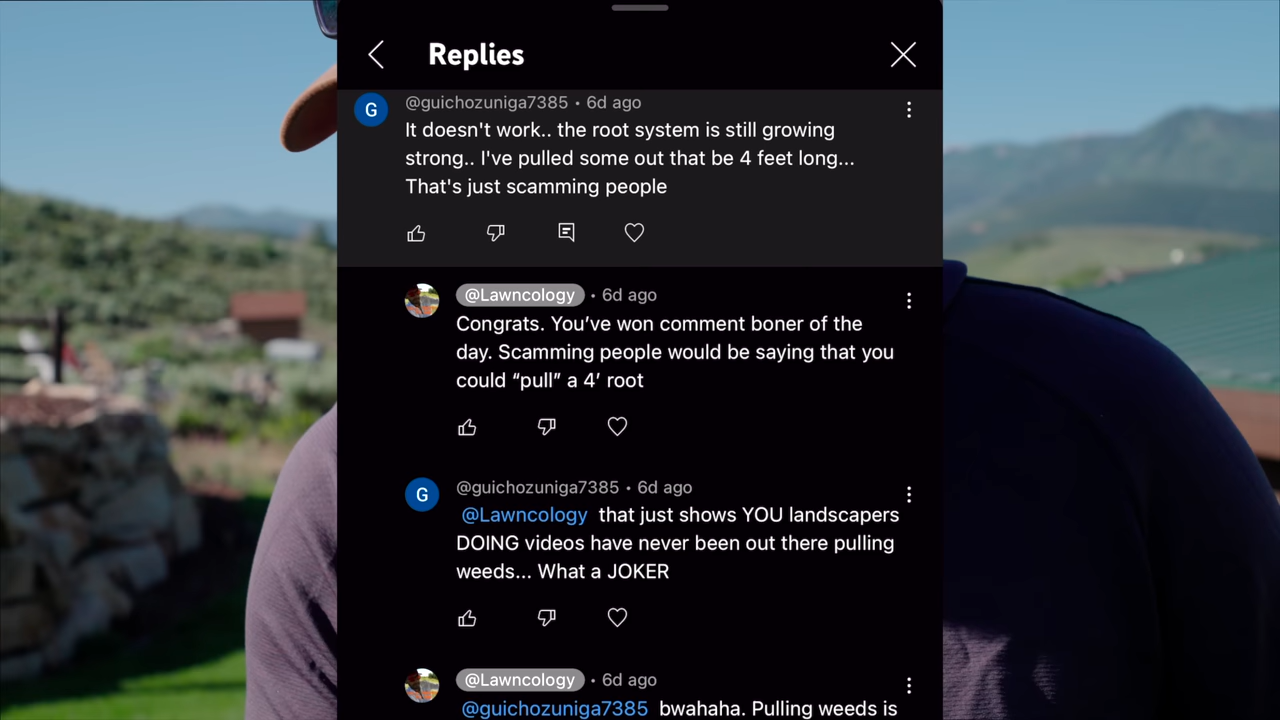 Replies
G
@guichozuniga7385 • 6d ago
It doesn't work.. the root system is still growing
strong.. I've pulled some out that be 4 feet long...
That's just scamming people
@Lawncology • 6d ago
Congrats. You’ve won comment boner of the
day. Scamming people would be saying that you
could “pull” a 4’ root
G
@guichozuniga7385 • 6d ago
@Lawncology that just shows YOU landscapers
DOING videos have never been out there pulling
weeds... What a JOKER
@Lawncology • 6d ago
@guichozuniga7385 bwahaha. Pulling weeds is